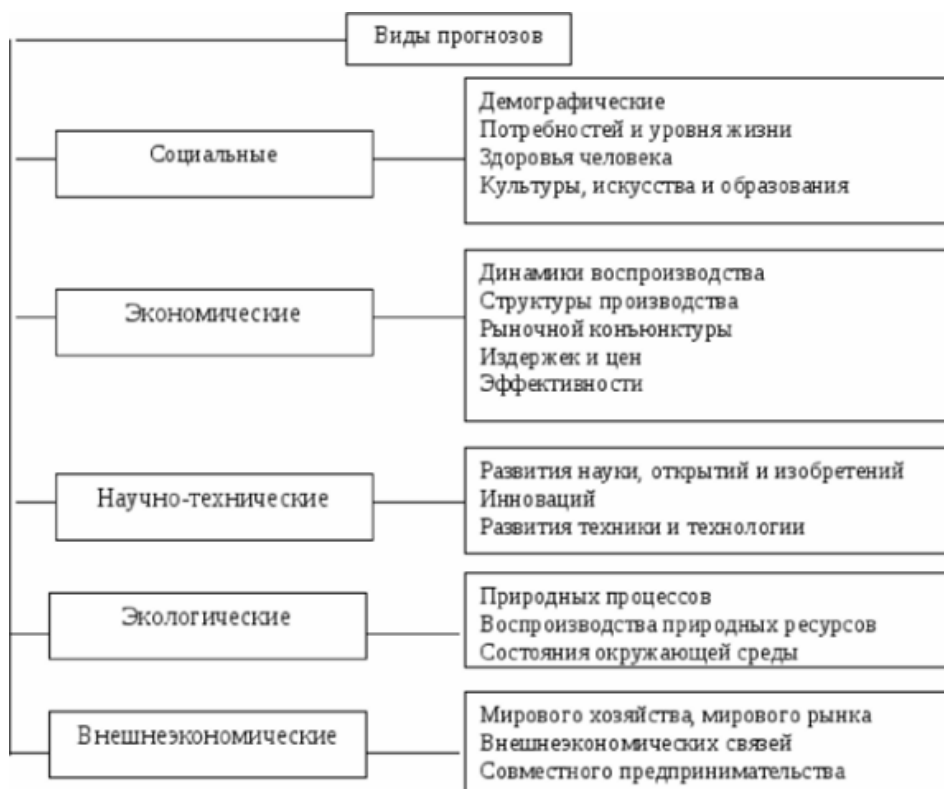 Виды прогнозов
Социальные
Демографические
Потребностей и уровня жизни
Здоровья человека
Культуры, искусства и образования
Экономические
Динамики воспроизводства
Структуры производства
Рыночной конъюнктуры
Издержек и цен
Эффективности
Научно-технические
Развития науки, открытий и изобретений
Инноваций
Развития техники и технологии
Экологические
Природных процессов
Воспроизводства природных ресурсов
Состояния окружающей среды
Внешнеэкономические
Мирового хозяйства, мирового рынка
Внешнеэкономических связей
Совместного предпринимательства